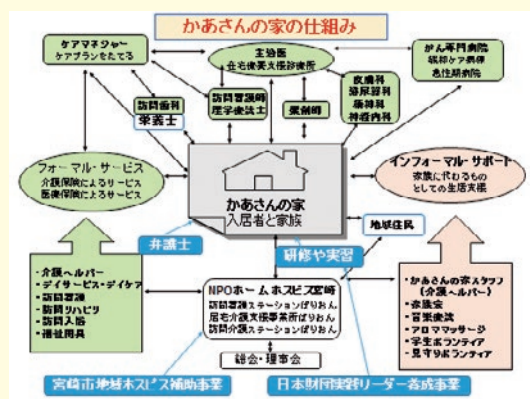 かあさんの家の仕組み
ケアマネジャー
ケアプランをたてる
主治医
在宅療養支援診療所
がん専門病院
緩和ケア病棟
急性期病院
訪問歯科
栄養士
訪問看護師
理学療法士
薬剤師
皮膚科
泌尿器科
精神科
神経内科
フォーマル・サービス
介護保険によるサービス
医療保険によるサービス
かあさんの家
入居者と家族
インフォーマル・サポート
家族に代わるもの
としての生活支援
弁護士
研修や実習
地域住民
・介護ヘルパー
・デイサービス・デイケア
・訪問看護
・訪問リハビリ
・訪問入浴
・福祉用具
NPOホームホスピス宮崎
訪問看護ステーションぱりおん
居宅介護支援事業所ぱりおん
訪問介護ステーションぱりおん
・かあさんの家スタッフ
(介護ヘルパー)
・家族会
・音楽療法
・アロママッサージ
・学生ボランティア
・見守りボランティア
総会・理事会
宮崎市地域ホスピス補助事業
日本財団実践リーダー養成事業